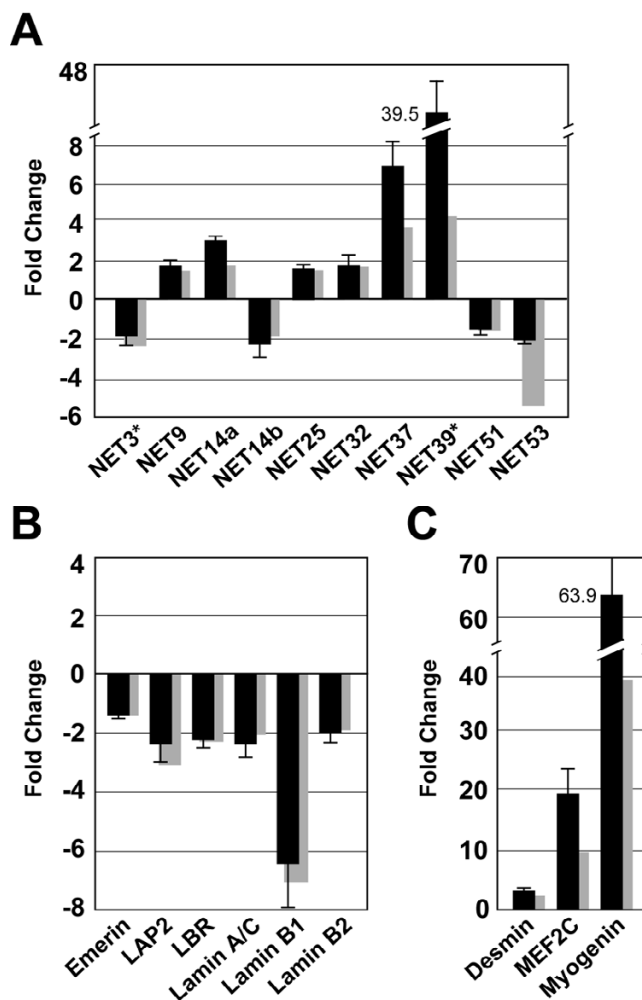 A
48
39.5
8
6
4
2
0
-2
-4
-6
Fold Change
NET3*
NET9
NET14a
NET14b
NET25
NET32
NET37
NET39*
NET51
NET53
B
4
2
0
-2
-4
-6
-8
Fold Change
Emerin
LAP2
LBR
Lamin A/C
Lamin B1
Lamin B2
C
70
63.9
60
40
30
20
10
0
Fold Change
Desmin
MEF2C
Myogenin